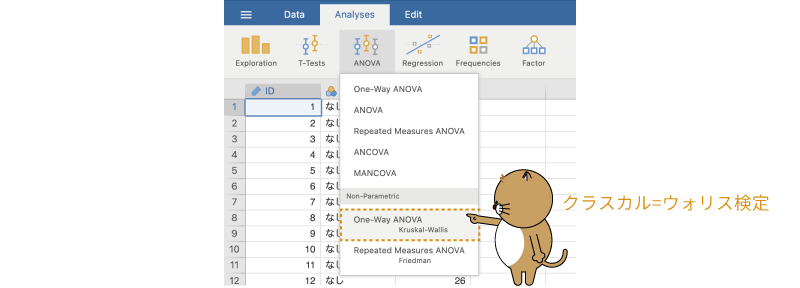 Data Analyses Edit
Exploration T-Tests ANOVA Regression Frequencies Factor
ID
One-Way ANOVA
ANOVA
Repeated Measures ANOVA
ANCOVA
MANCOVA
Non-Parametric
One-Way ANOVA
Kruskal-Wallis
Repeated Measures ANOVA
Friedman
1 1 なし
2 2 なし
3 3 なし
4 4 なし
5 5 なし
6 6 なし
7 7 なし
8 8 なし
9 9 なし
10 10 なし
11 11 なし
12 12 なし 26
クラスカル=ウォリス検定